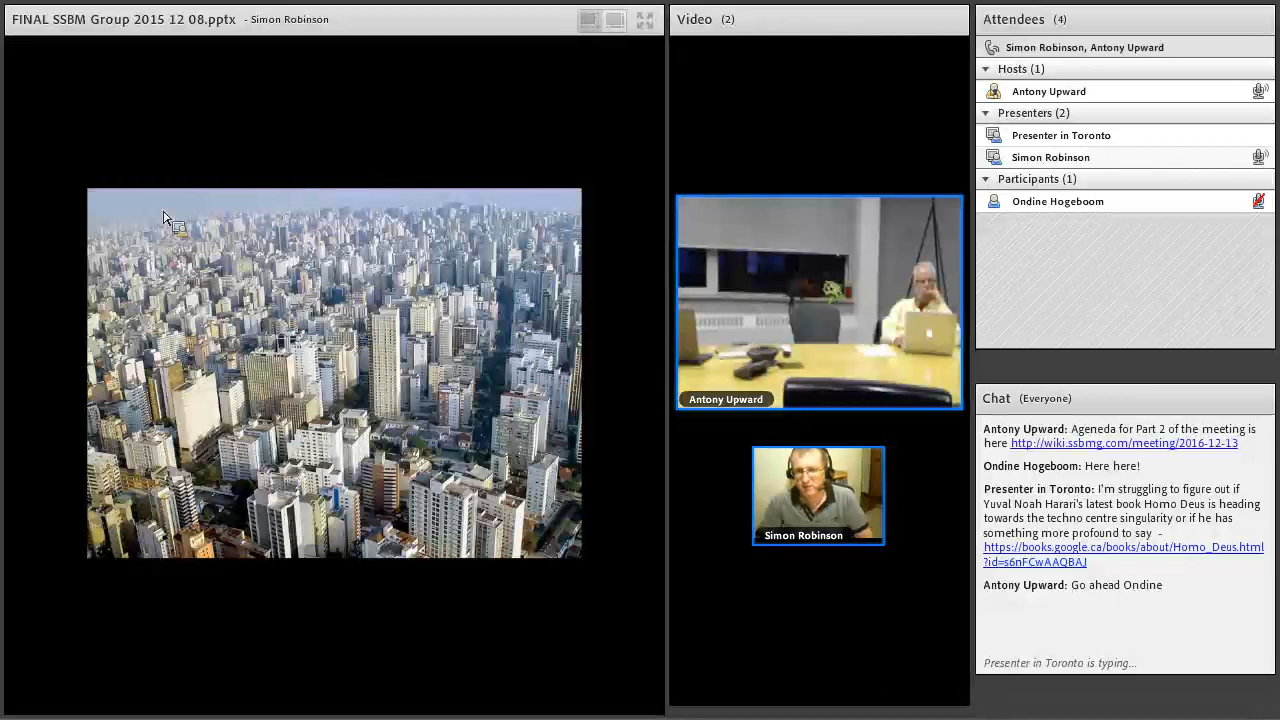 FINAL SSBM Group 2015 12 08.pptx - Simon Robinson
Video (2)
Antony Upward
Simon Robinson
Attendees (4)
Simon Robinson, Antony Upward
Hosts (1)
Antony Upward
Presenters (2)
Presenter in Toronto
Simon Robinson
Participants (1)
Ondine Hogeboom
Chat (Everyone)
Antony Upward: Ageneda for Part 2 of the meeting is
here http://wiki.ssbmg.com/meeting/2016-12-13
Ondine Hogeboom: Here here!
Presenter in Toronto: I'm struggling to figure out if
Yuval Noah Harari's latest book Homo Deus is heading
towards the techno centre singularity or if he has
something more profound to say -
https://books.google.ca/books/about/Homo_Deus.html
?id=s6nFCwAAQBAJ
Antony Upward: Go ahead Ondine
Presenter in Toronto is typing...